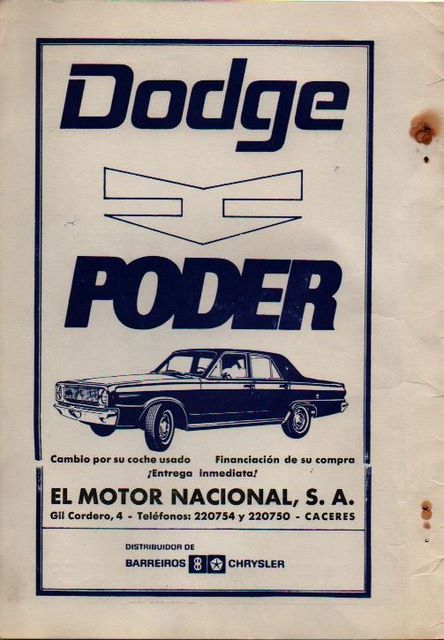 Dodge
PODER
Cambio por su coche usado Financiación de su compra
¡Entrega inmediata!
EL MOTOR NACIONAL, S. A.
Gil Cordero, 4 - Teléfonos: 220754 y 220750 - CACERES
DISTRIBUIDOR DE
BARREIROS CHRYSLER